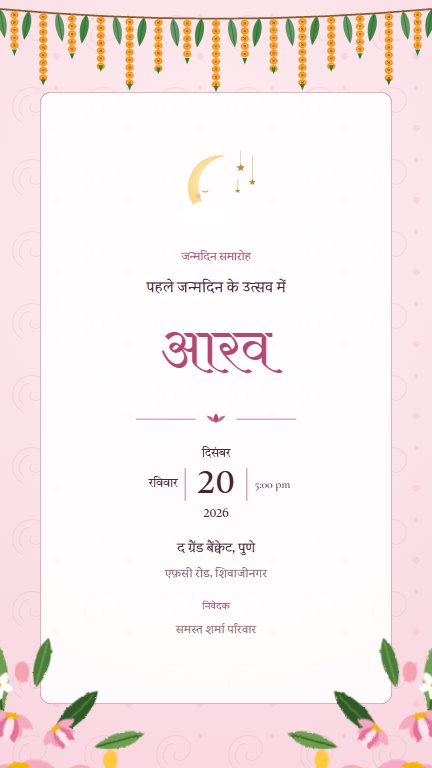 जन्मदिन समारोह
पहले जन्मदिन के उत्सव में
आरव
दिसंबर
रविवार 20 5:00 pm
2026
द ग्रैंड बैंक्वेट, पुणे
एफ़सी रोड, शिवाजीनगर
निवेदक
समस्त शर्मा परिवार